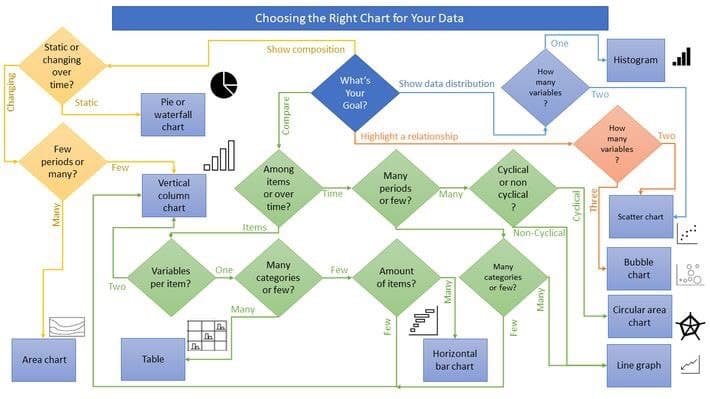 Choosing the Right Chart for Your Data
Static or
changing
over
time?
Show composition
What's
Your
Goal?
Show data distribution
One
How
many
variables
?
Histogram
Two
Changing
Static
Pie or
waterfall
chart
Compare
Highlight a relationship
How
many
variables
?
Two
Few
periods or
many?
Few
Vertical
column
chart
Among
items
or over
time?
Time
Many
periods
or few?
Many
Cyclical
or non
cyclical
?
Cyclical
Three
Scatter chart
Many
Items
Non-Cyclical
Two
Variables
per item?
One
Many
categories
or few?
Few
Amount
of items?
Many
Many
categories
or few?
Many
Bubble
chart
Many
Few
Few
Circular area
chart
Area chart
Table
Horizontal
bar chart
Line graph